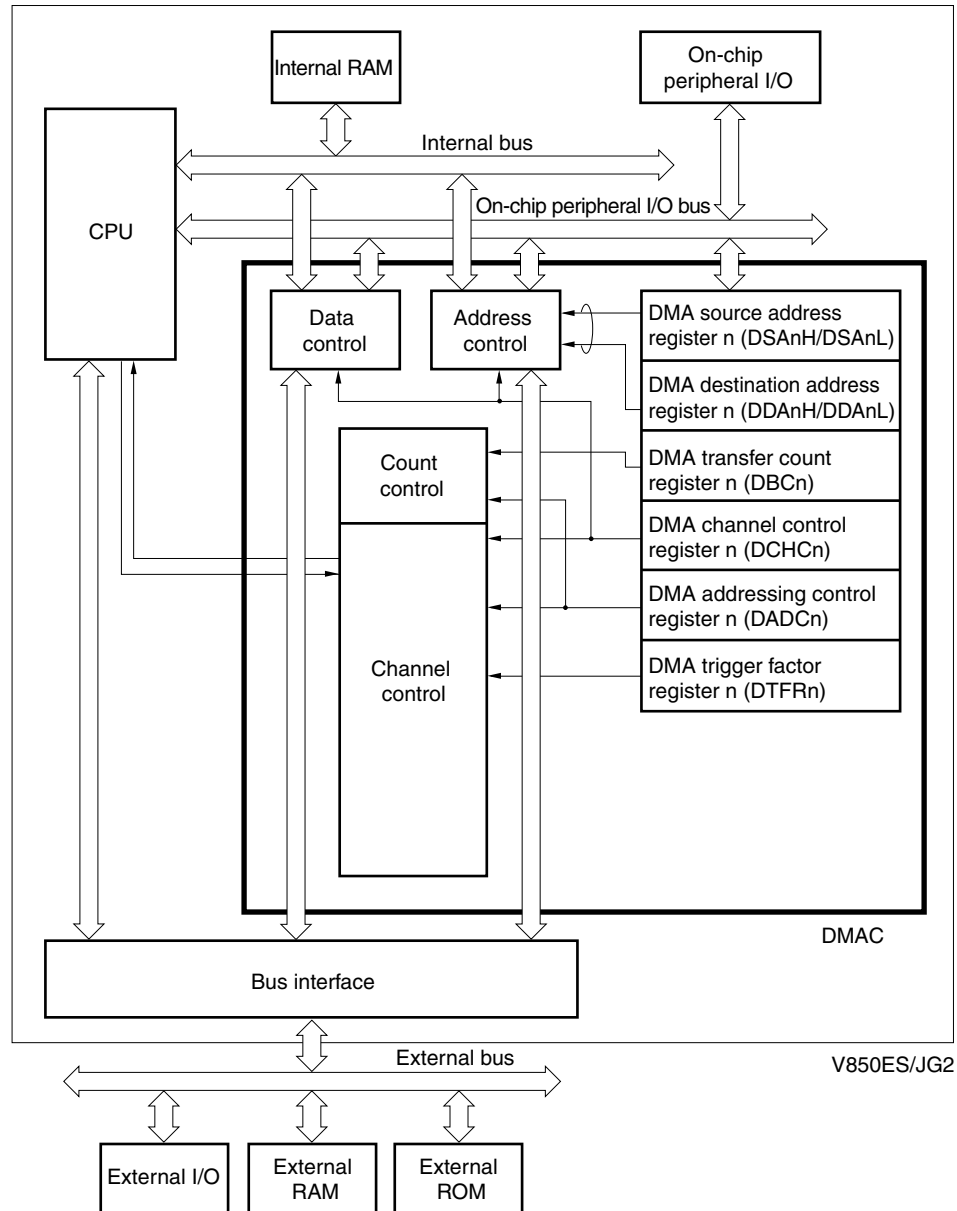 Internal RAM
On-chip
peripheral I/O
Internal bus
On-chip peripheral I/O bus
CPU
Data
control
Address
control
DMA source address
register n (DSAnH/DSAnL)
DMA destination address
register n (DDAnH/DDAnL)
Count
control
DMA transfer count
register n (DBCn)
DMA channel control
register n (DCHCn)
DMA addressing control
register n (DADCn)
Channel
control
DMA trigger factor
register n (DTFRn)
DMAC
Bus interface
External bus
V850ES/JG2
External I/O
External
RAM
External
ROM